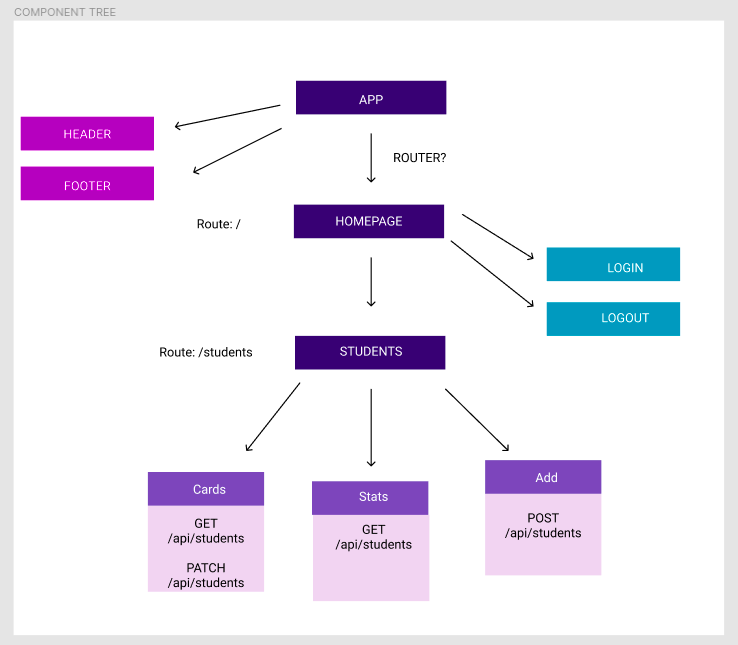 COMPONENT TREE
APP
HEADER
ROUTER?
FOOTER
Route: /
HOMEPAGE
LOGIN
LOGOUT
Route: /students
STUDENTS
Cards
GET
/api/students
PATCH
/api/students
Stats
GET
/api/students
Add
POST
/api/students